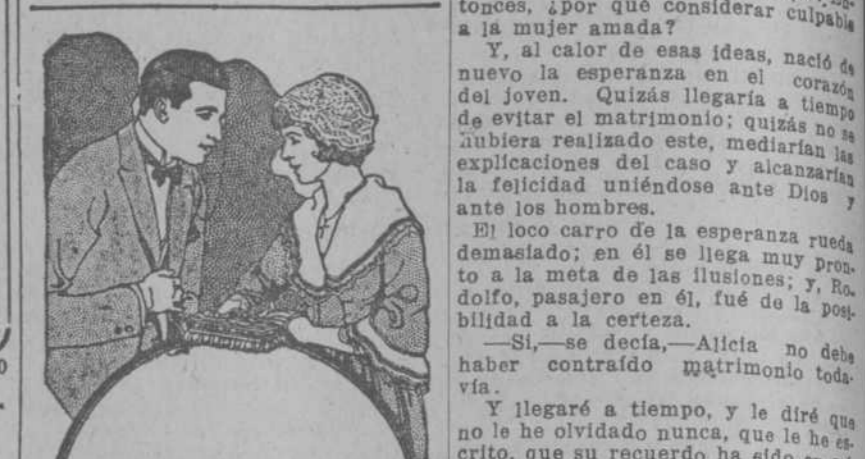 tonces, ¿por qué considerar culpable
a la mujer amada?
Y, al calor de esas ideas, nació de
nuevo la esperanza en el corazón
del joven. Quizás llegaría a tiempo
de evitar el matrimonio; quizás no se
hubiera realizado este, mediarían las
explicaciones del caso y alcanzarían
la felicidad uniéndose ante Dios y
ante los hombres.
El loco carro de la esperanza rueda
demasiado; en él se llega muy pron-
to a la meta de las ilusiones; y, Ro-
dolfo, pasajero en él, fué de la posi-
bilidad a la certeza.
—Si,—se decía,—Alicia no debe
haber contraído matrimonio toda-
vía.
Y llegaré a tiempo, y le diré que
no le he olvidado nunca, que le he es-
crito, que su recuerdo ha sido